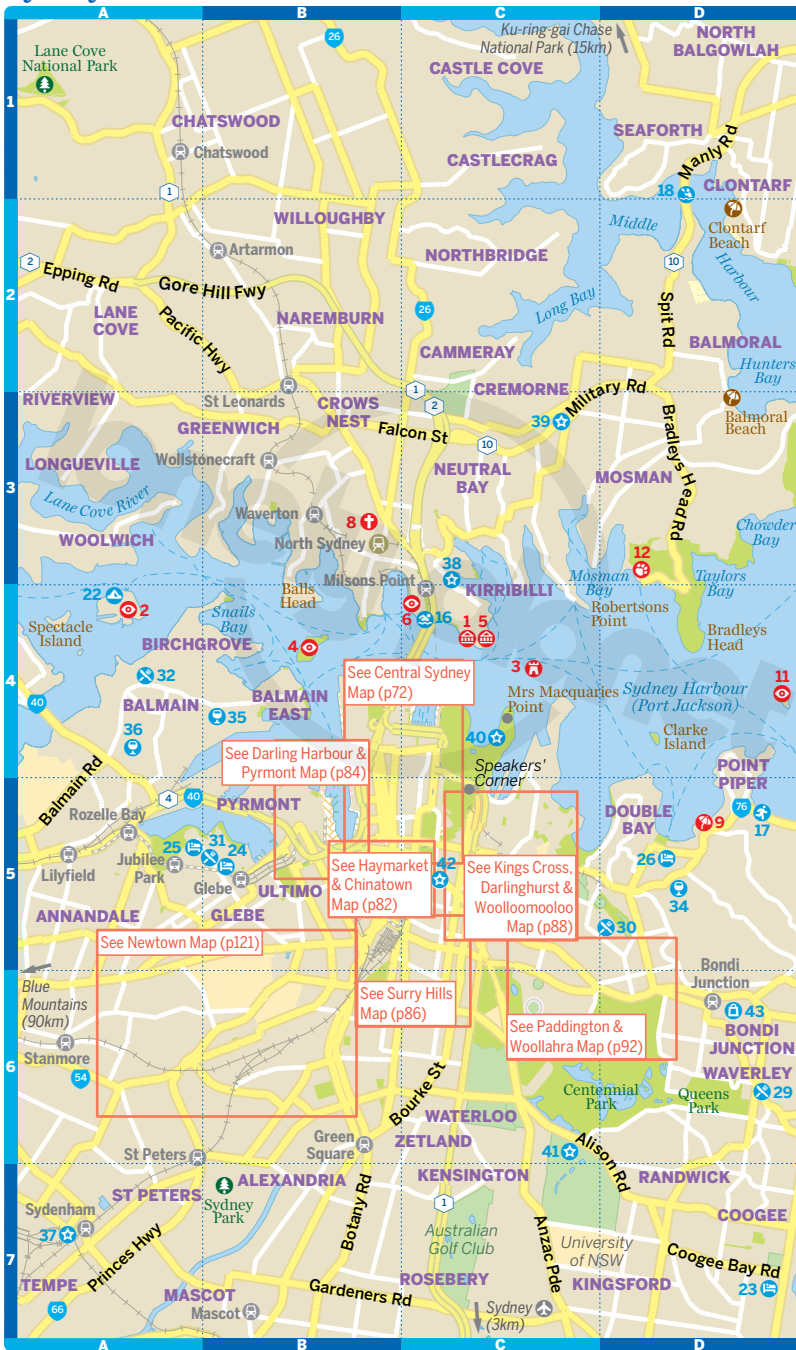 A B C D
Lane Cove
National Park
Ku-ring-gai Chase
National Park (15km)
NORTH
BALGOWLAH
26
CASTLE COVE
1
CHATSWOOD
Chatswood
SEAFORTH
Manly Rd
CASTLECRAG
18
CLONTARF
1
WILLOUGHBY
Middle
Harbour
Clontarf
Beach
Artarmon
NORTHBRIDGE
2
Epping Rd
Gore Hill Fwy
10
2
LANE
COVE
Pacific Hwy
NAREMBURN
26
Long Bay
Spit Rd
BALMORAL
CAMMERAY
Hunters
Bay
RIVERVIEW
St Leonards
1
2
CREMORNE
Military Rd
CROWS
NEST
39
Balmoral
Beach
GREENWICH
Falcon St
10
Bradleys Head Rd
LONGUEVILLE
Wollstonecraft
NEUTRAL
BAY
MOSMAN
3
Lane Cove River
Waverton
8
Chowder
Bay
WOOLWICH
North Sydney
12
38
Milsons Point
KIRRIBILLI
Mosman
Bay
Taylors
Bay
22
2
Balls
Head
Robertsons
Point
Snails
Bay
6
16
1
5
Spectacle
Island
BIRCHGROVE
4
Bradleys
Head
3
11
32
See Central Sydney
Map (p72)
Mrs Macquaries
Point
Sydney Harbour
(Port Jackson)
4
40
BALMAIN
35
BALMAIN
EAST
36
40
Clarke
Island
See Darling Harbour &
Pyrmont Map (p84)
Speakers'
Corner
POINT
PIPER
Balmain Rd
4
40
PYRMONT
DOUBLE
BAY
76
9
17
Rozelle Bay
25
31
24
Lilyfield
Jubilee
Park
Glebe
See Haymarket
& Chinatown
Map (p82)
42
See Kings Cross,
Darlinghurst &
Woolloomooloo
Map (p88)
26
5
ULTIMO
34
ANNANDALE
GLEBE
30
See Newtown Map (p121)
Bondi
Junction
Blue
Mountains
(90km)
See Surry Hills
Map (p86)
43
See Paddington &
Woollahra Map (p92)
BONDI
JUNCTION
Stanmore
6
54
Bourke St
WAVERLEY
Centennial
Park
Queens
Park
29
WATERLOO
Green
Square
ZETLAND
St Peters
41
Alison Rd
ALEXANDRIA
KENSINGTON
RANDWICK
ST PETERS
Sydney
Park
Botany Rd
1
COOGEE
Sydenham
37
Australian
Golf Club
Anzac Pde
University
of NSW
7
Princes Hwy
Coogee Bay Rd
TEMPE
ROSEBERY
KINGSFORD
23
MASCOT
Gardeners Rd
66
Mascot
Sydney
(3km)
A B C D